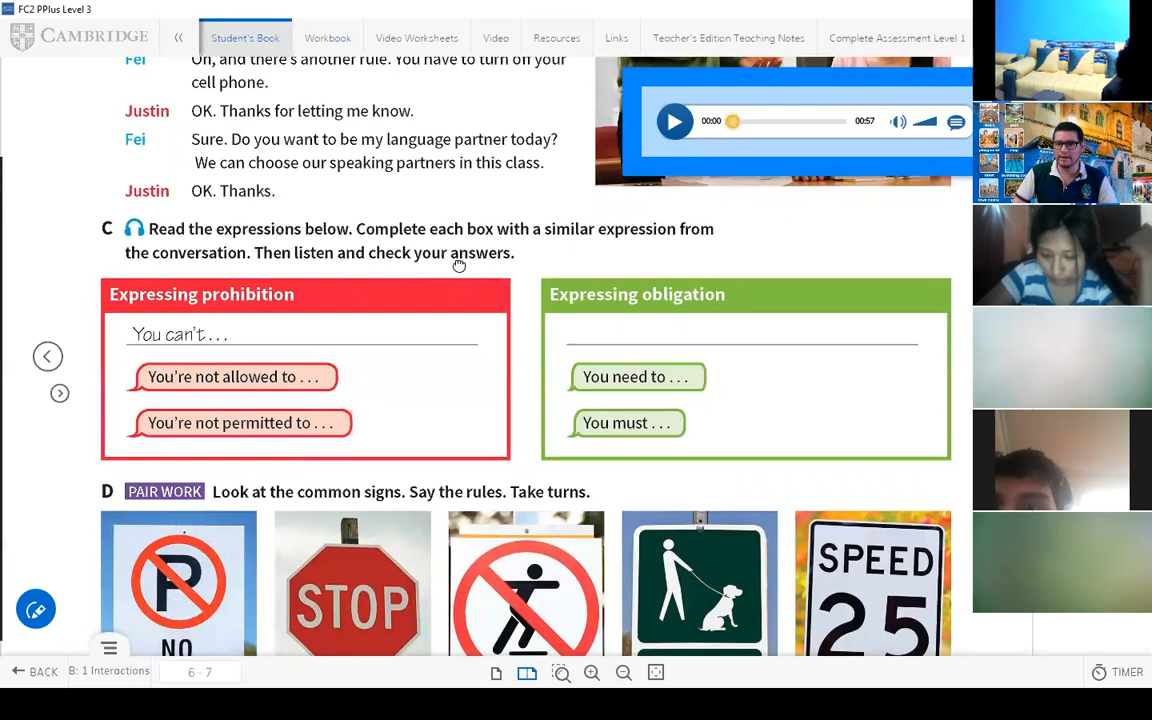 FC2 PPlus Level 3
CAMBRIDGE
Student's Book
Workbook
Video Worksheets
Video
Resources
Links
Teacher's Edition Teaching Notes
Complete Assessment Level 1
Fei Oh, and there's another rule. You have to turn off your
cell phone.
Justin OK. Thanks for letting me know.
Fei Sure. Do you want to be my language partner today?
We can choose our speaking partners in this class.
Justin OK. Thanks.
00:00
00:57
C Read the expressions below. Complete each box with a similar expression from
the conversation. Then listen and check your answers.
Expressing prohibition
You can't . . .
You're not allowed to . . .
You're not permitted to . . .
Expressing obligation
You need to . . .
You must . . .
D PAIR WORK Look at the common signs. Say the rules. Take turns.
P
NO
STOP
SPEED
25
BACK
B: 1 Interactions
6 - 7
TIMER